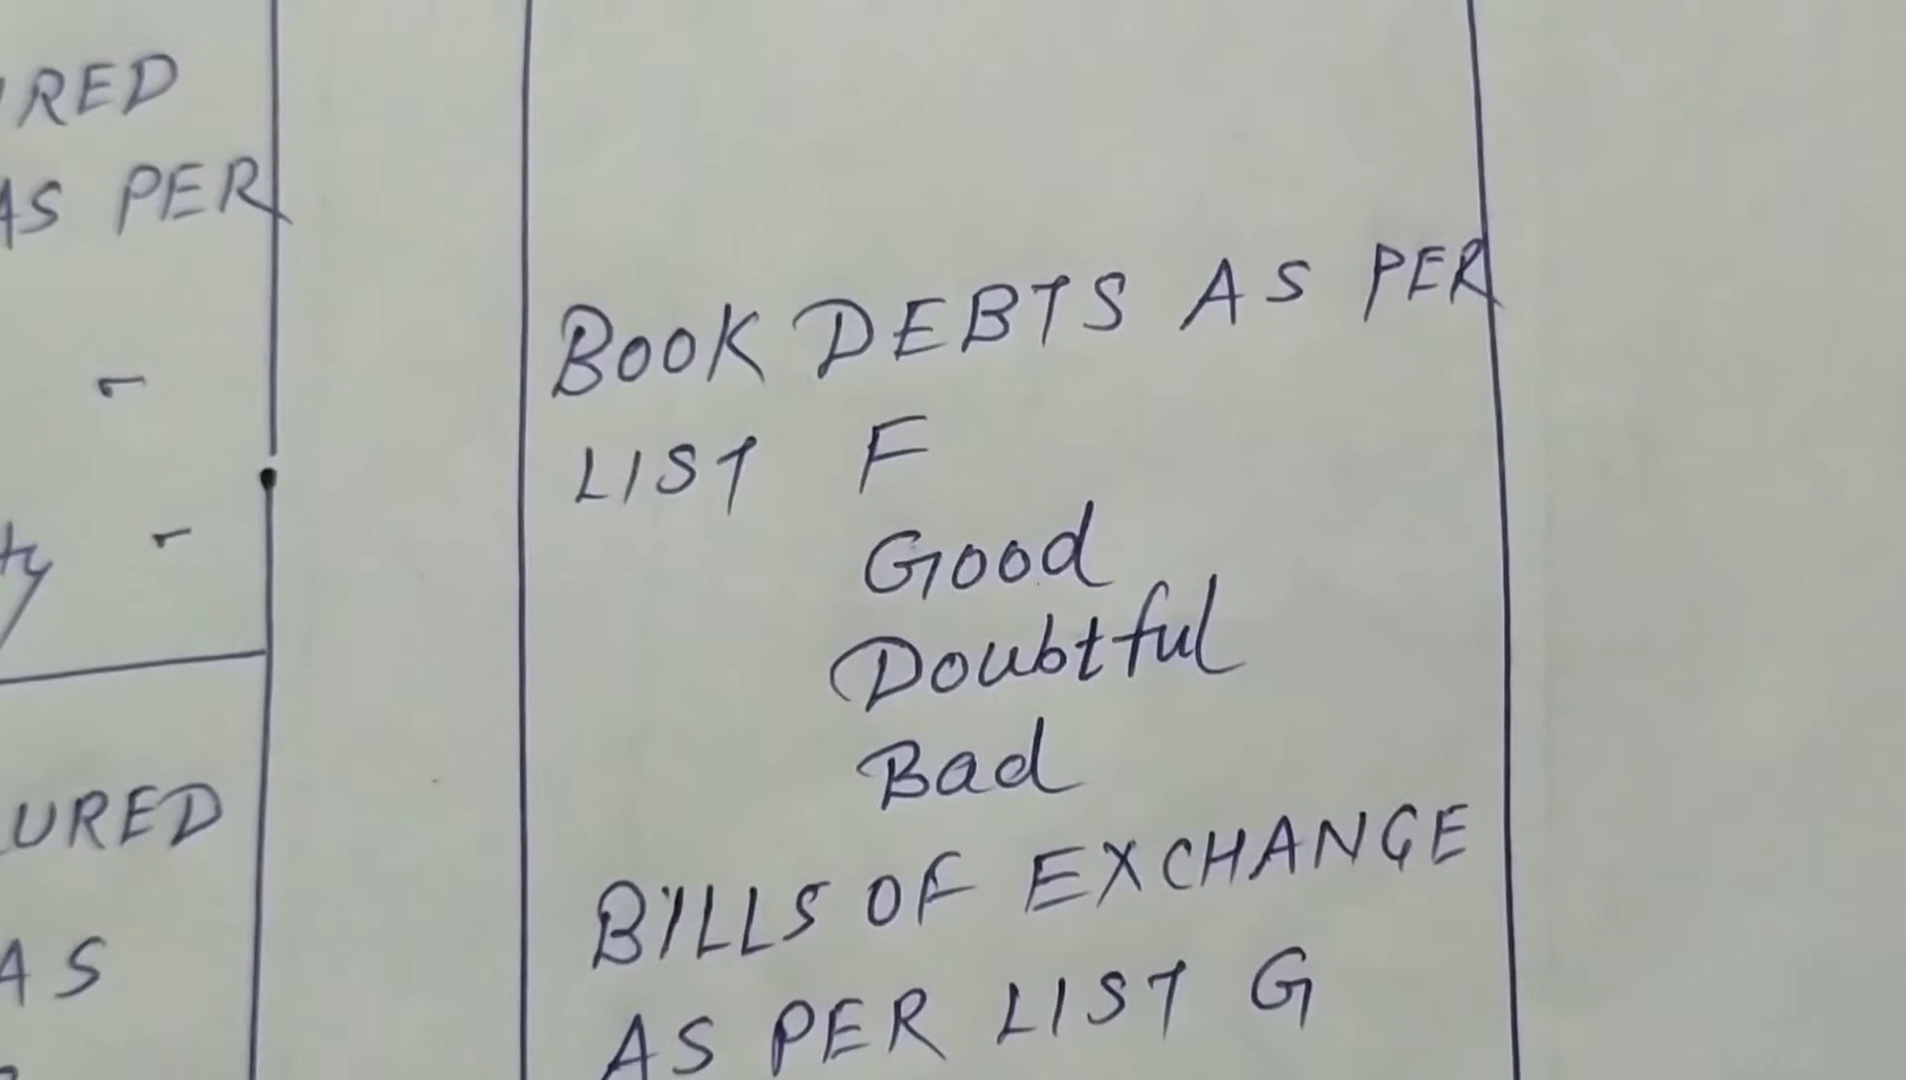 RED
AS PER
ty
URED
AS
BOOK DEBTS AS PER
LIST F
Good
Doubtful
Bad
BILLS OF EXCHANGE
AS PER LIST G